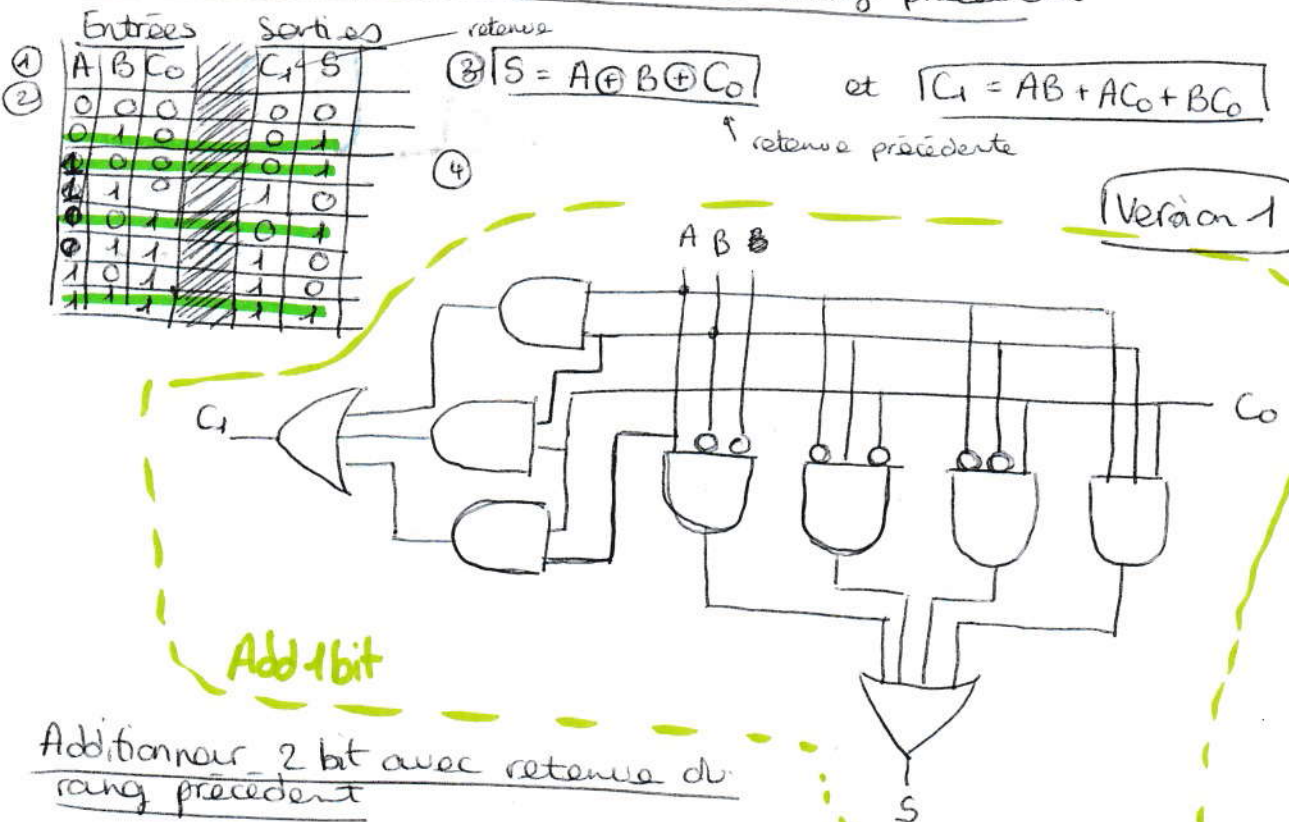 rang précédent
Entrées Sorties retenue
① A B C₀ C₁ S
② 0 0 0 0 0
0 1 0 0 1
1 0 0 0 1
1 1 0 1 0
0 0 1 0 1
0 1 1 1 0
1 0 1 1 0
1 1 1 1 1
③ S = A ⊕ B ⊕ C₀ et C₁ = AB + AC₀ + BC₀
retenue précédente
④
Version 1
A B
C₁
C₀
Add 1 bit
S
Additionneur 2 bit avec retenue du
rang précédent